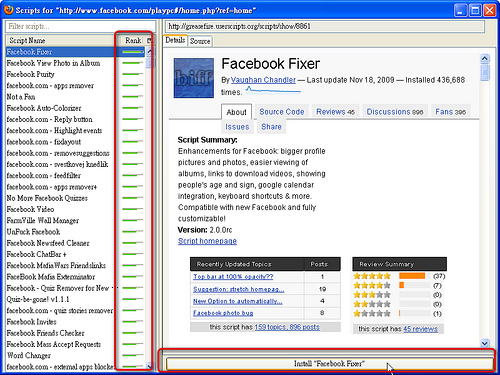 Scripts for "http://www.facebook.com/playpc#/home.php?ref=home"
Filter scripts...
Script Name Rank
Facebook Fixer
Facebook View Photo in Album
Facebook Purity
facebook.com - apps remover
Not a Fan
Facebook Auto-Colorizer
facebook.com - Reply button
facebook.com - Highlight events
facebook.com - fixlayout
facebook.com - removesuggestions
facebook.com - svestkovej knedlik
facebook.com - feedfilter
facebook.com - apps remover+
No More Facebook Quizzes
Facebook Video
FarmVille Wall Manager
UnFuck Facebook
Facebook Newsfeed Cleaner
Facebook ChatBar +
Facebook MafiaWars Friendslinks
FaceBook Mafia Exterminator
Facebook - Quiz Remover for New
Quiz-be-gone! v1.1.1
facebook.com - quiz stories remover
Facebook Invites
Facebook Friends Checker
Facebook Mass Accept Requests
Word Changer
facebook.com - external apps blocke
http://greasefire.userscripts.org/scripts/show/8861
Details Source
biff
Facebook Fixer
By Vaughan Chandler — Last update Nov 18, 2009 — Installed 436,688
times.
About Source Code Reviews 45 Discussions 896 Fans 396
Issues Share
Script Summary:
Enhancements for Facebook: bigger profile
pictures and photos, easier viewing of
albums, links to download videos, showing
people's age and sign, google calendar
integration, keyboard shortcuts & more.
Compatible with new Facebook and fully
customizable!
Version: 2.0.0rc
Script homepage
Recently Updated Topics Posts
Top bar at 100% opacity?? 1
Suggestion: stretch homepag... 19
New Option to automatically... 4
Facebook photo bug 8
this script has 159 topics, 896 posts
Review Summary
(37)
(7)
(0)
(1)
this script has 45 reviews
Install "Facebook Fixer"